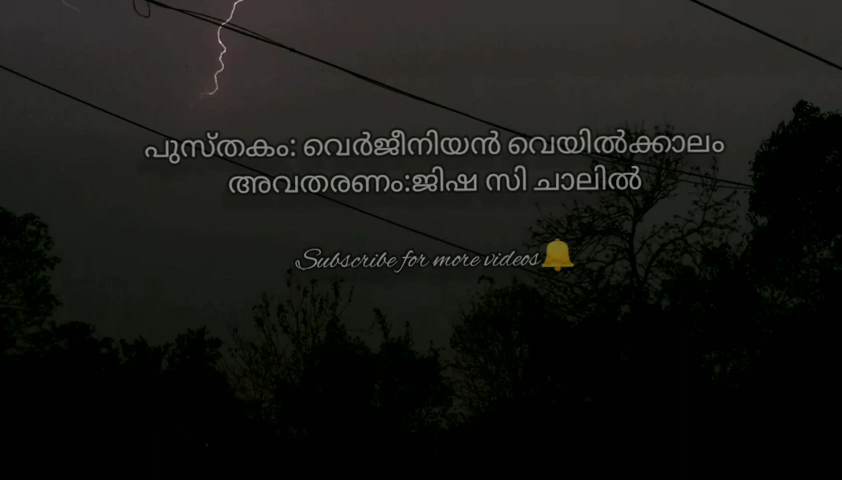 പുസ്തകം: വെർജീനിയൻ വെയിൽക്കാലം
അവതരണം:ജിഷ സി ചാലിൽ
Subscribe for more videos🔔